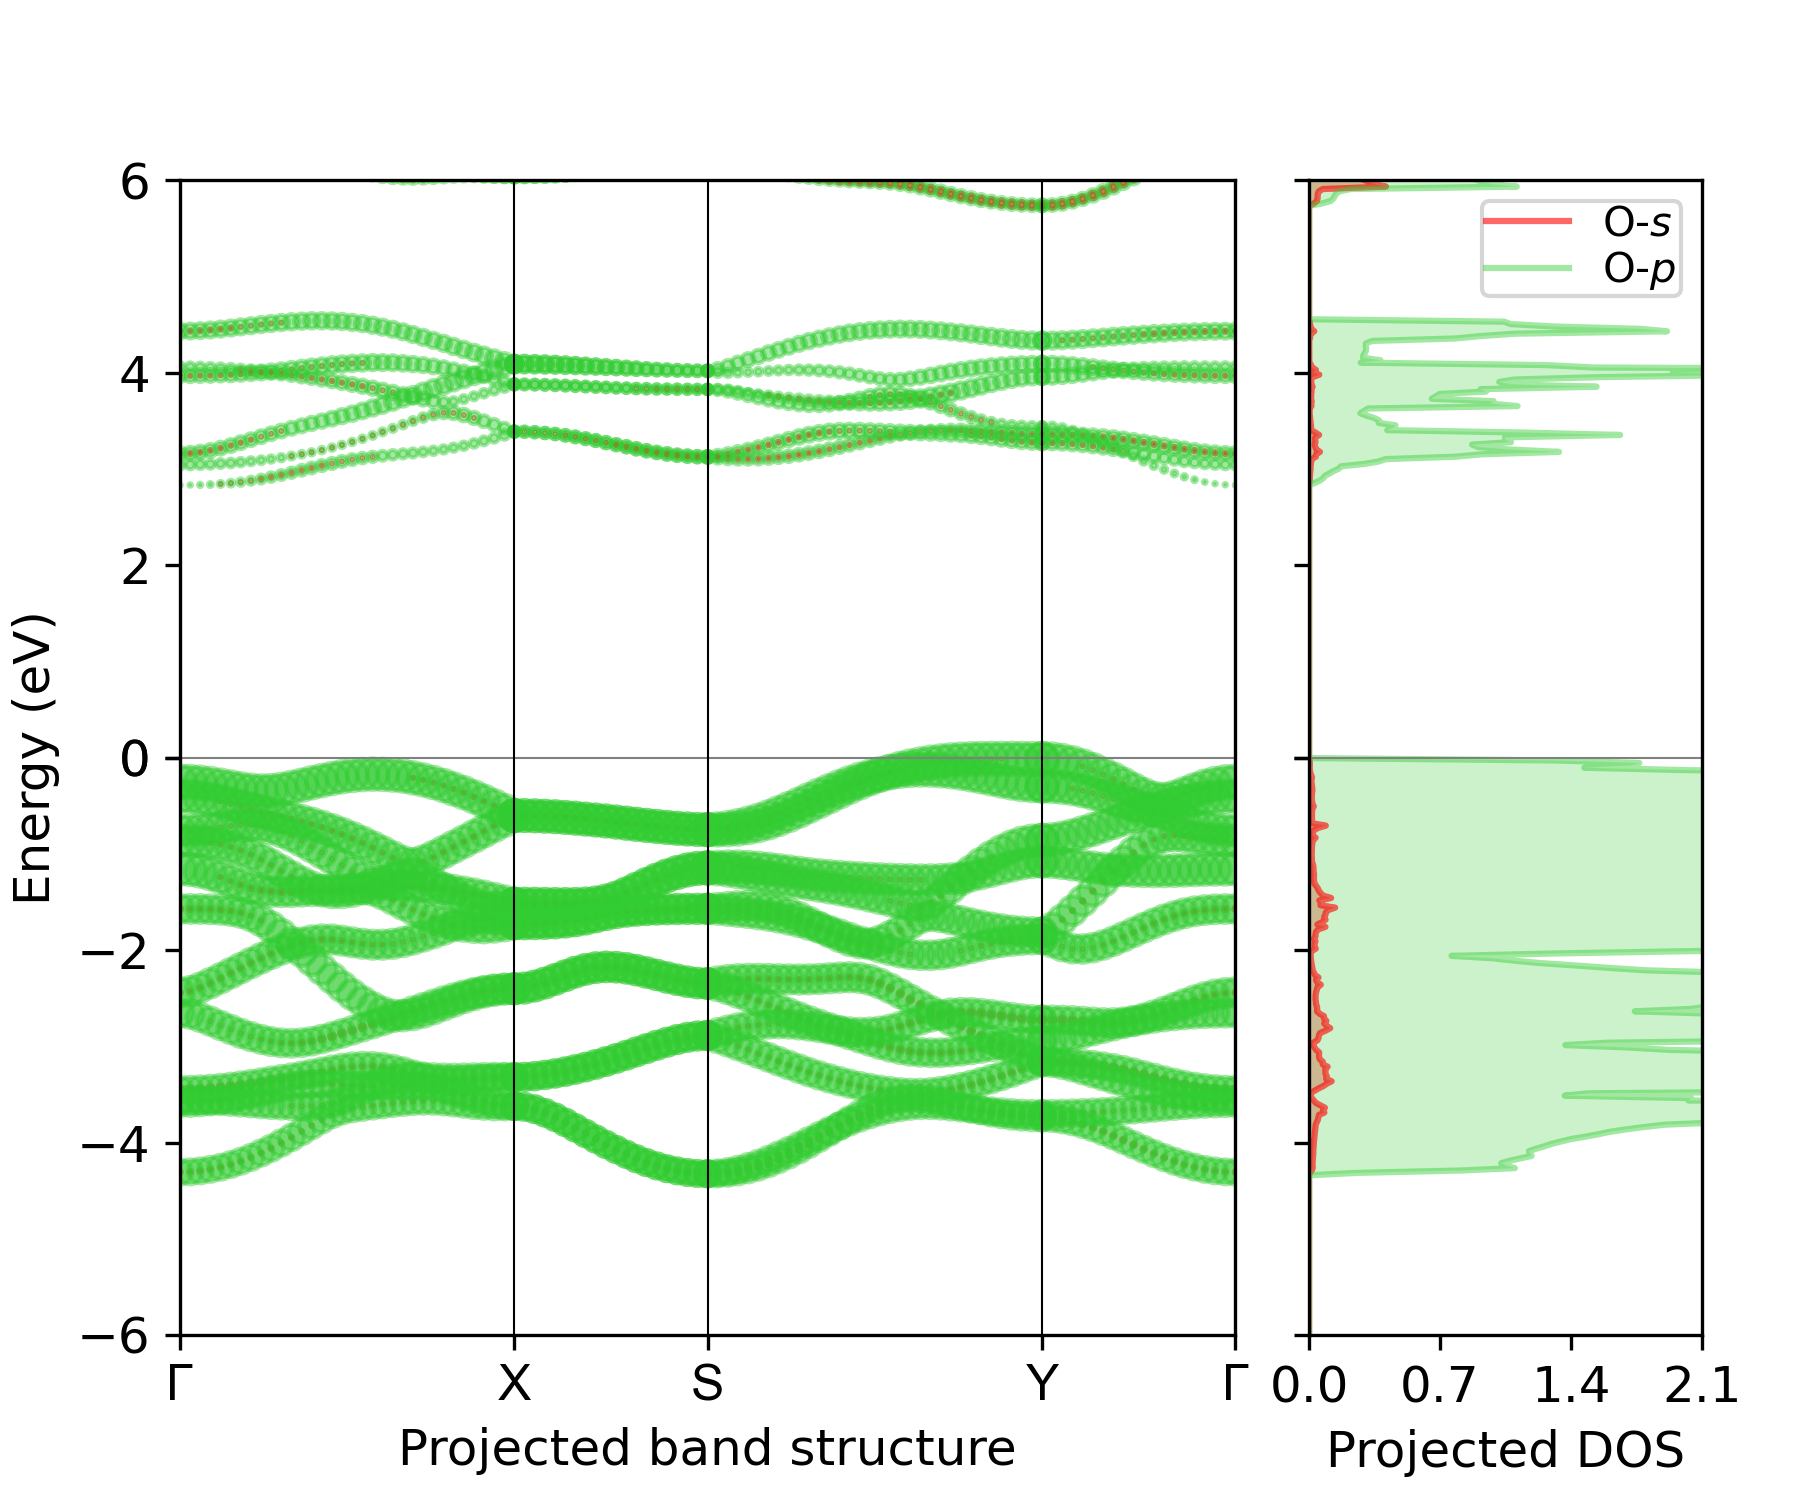 6
4
2
0
−2
−4
−6
Energy (eV)
Γ X S Y Γ
Projected band structure
O-s
O-p
0.0 0.7 1.4 2.1
Projected DOS